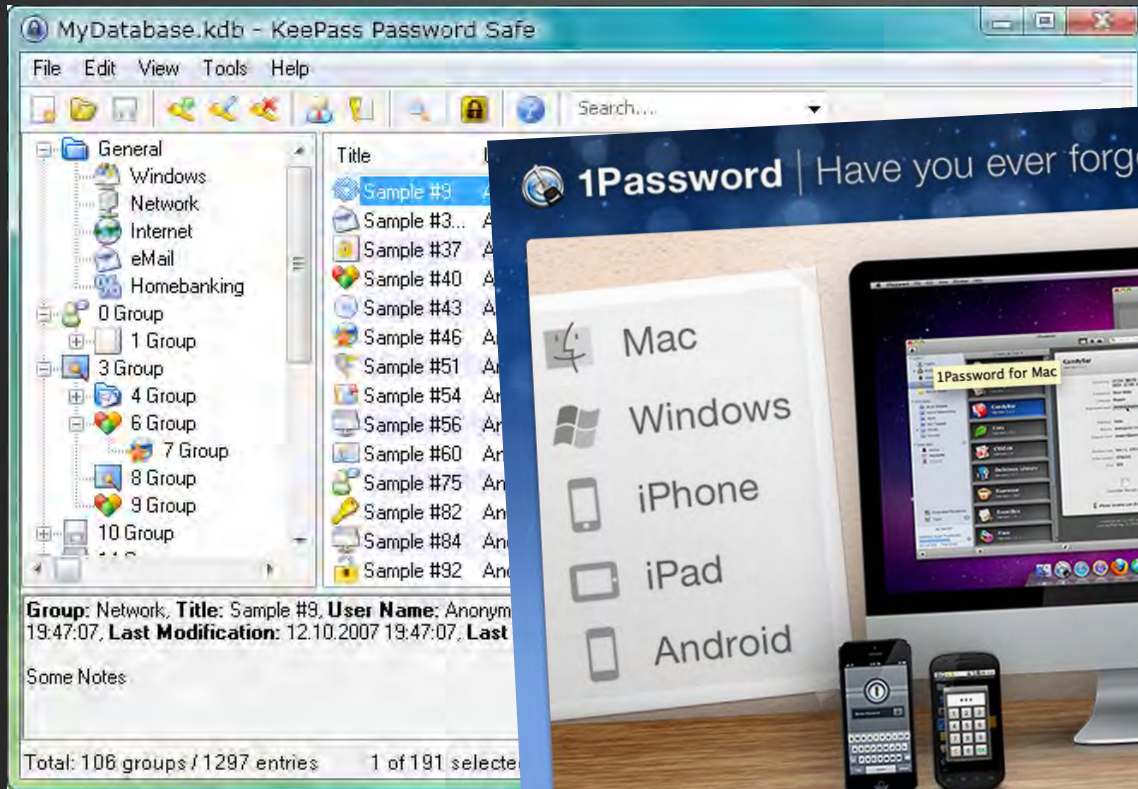 MyDatabase.kdb - KeePass Password Safe
File Edit View Tools Help
Search...
General
Windows
Network
Internet
eMail
Homebanking
0 Group
1 Group
3 Group
4 Group
6 Group
7 Group
8 Group
9 Group
10 Group
Title
Sample #9
Sample #3...
Sample #37
Sample #40
Sample #43
Sample #46
Sample #51
Sample #54
Sample #56
Sample #60
Sample #75
Sample #82
Sample #84
Sample #92
Group: Network, Title: Sample #9, User Name: Anonym
19:47:07, Last Modification: 12.10.2007 19:47:07, Last
Some Notes
Total: 106 groups / 1297 entries 1 of 191 selecte
1Password | Have you ever forg
Mac
Windows
iPhone
iPad
Android
1Password for Mac